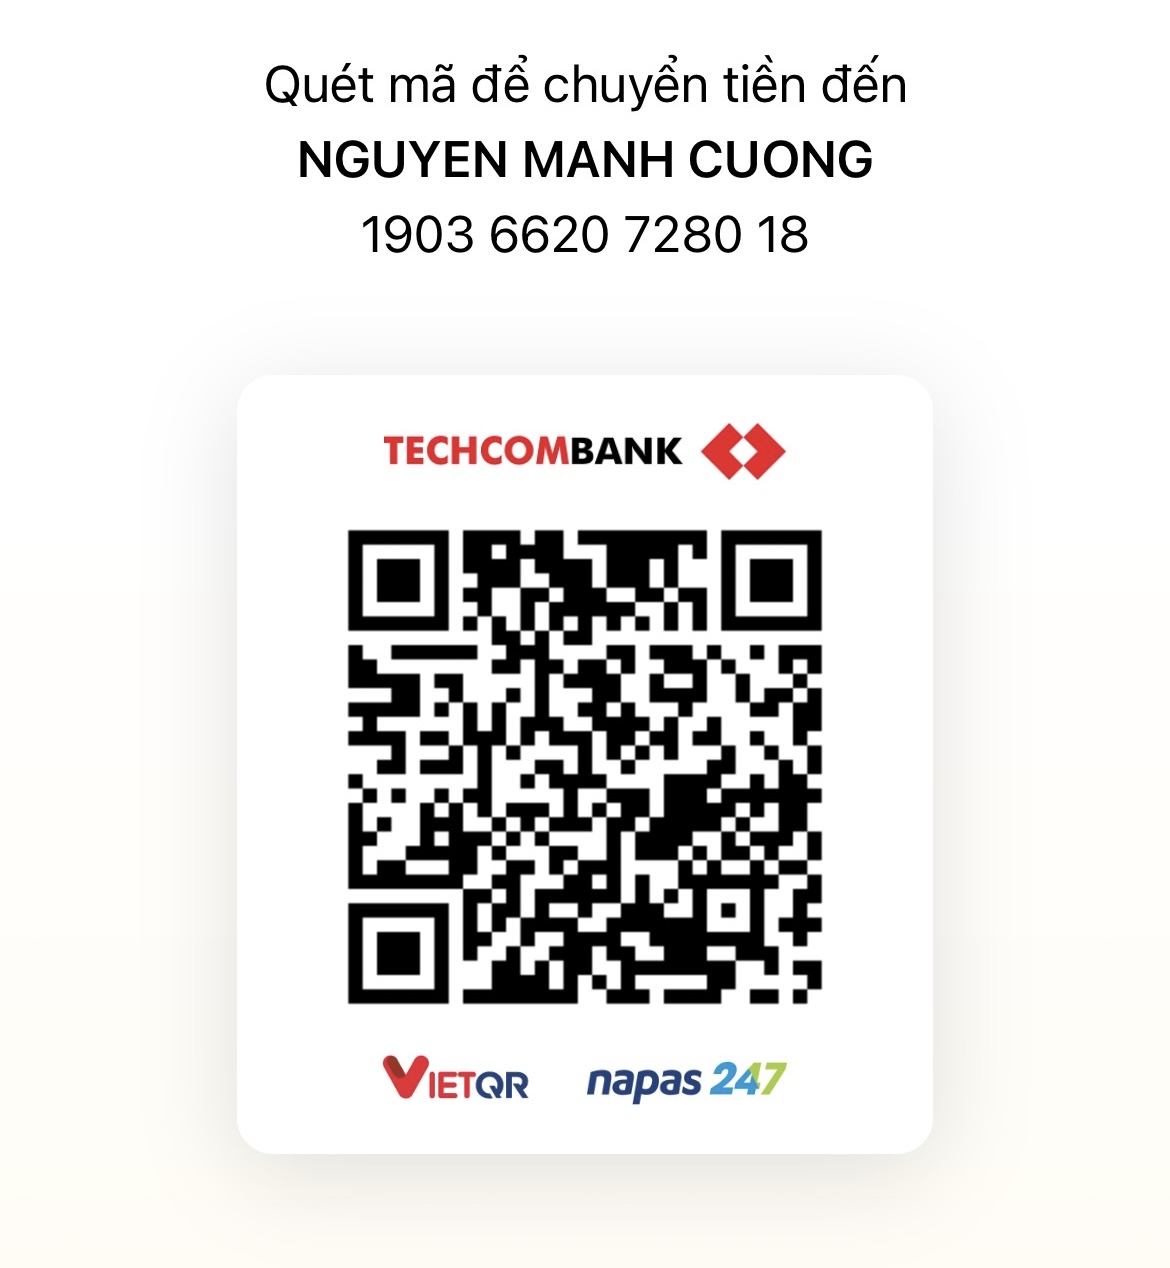 Quét mã để chuyển tiền đến
NGUYEN MANH CUONG
1903 6620 7280 18
TECHCOMBANK
VIETQR napas 247